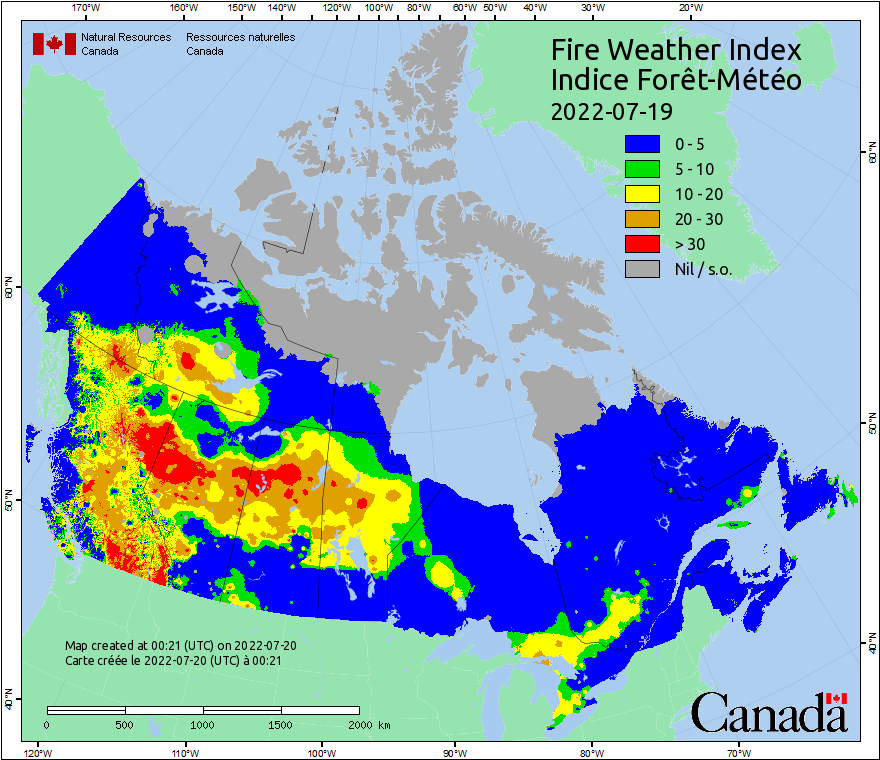 170°W 160°W 150°W 140°W 120°W 100°W 80°W 60°W 50°W 40°W 30°W 20°W
Natural Resources Ressources naturelles
Canada Canada
Fire Weather Index
Indice Forêt-Météo
2022-07-19
0 - 5
5 - 10
10 - 20
20 - 30
> 30
Nil / s.o.
60°N
60°N
50°N
50°N
40°N
40°N
Map created at 00:21 (UTC) on 2022-07-20
Carte créée le 2022-07-20 (UTC) à 00:21
0 500 1000 1500 2000 km
Canada
120°W 110°W 100°W 90°W 80°W 70°W